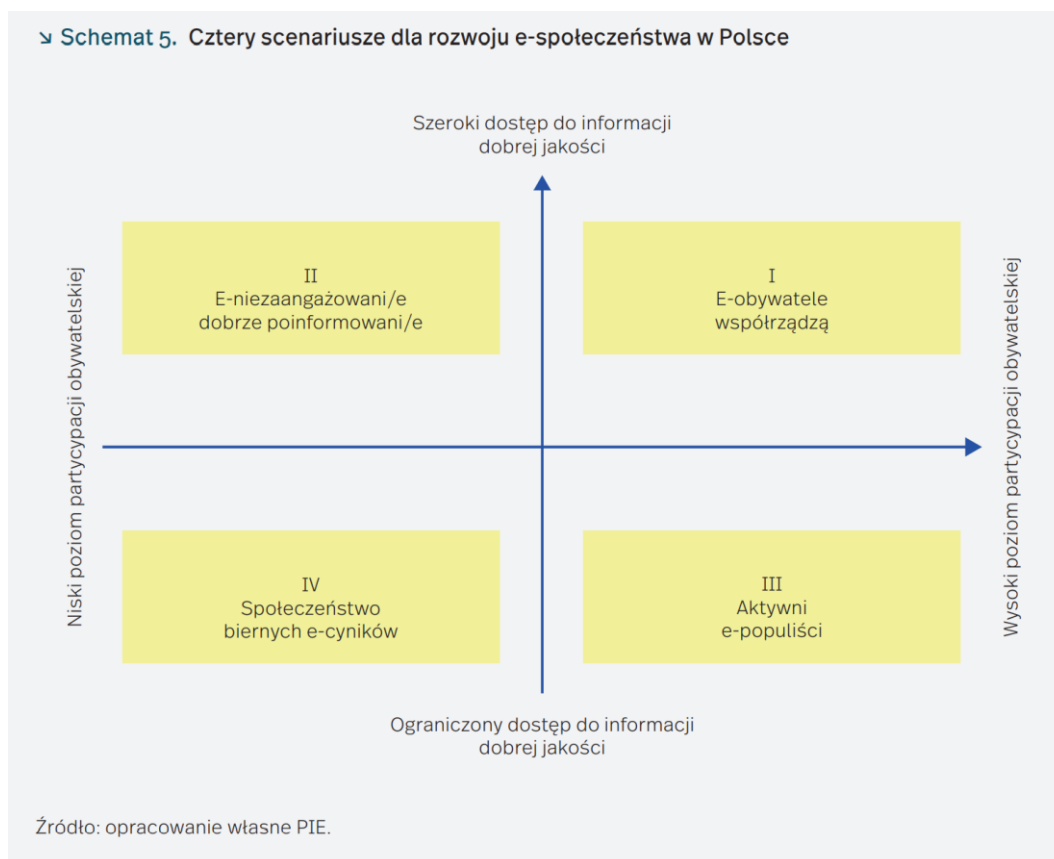 ↘ Schemat 5. Cztery scenariusze dla rozwoju e-społeczeństwa w Polsce
Szeroki dostęp do informacji
dobrej jakości
Niski poziom partycypacji obywatelskiej
II
E-niezaangażowani/e
dobrze poinformowani/e
I
E-obywatele
współrządzą
Wysoki poziom partycypacji obywatelskiej
IV
Społeczeństwo
biernych e-cyników
III
Aktywni
e-populiści
Ograniczony dostęp do informacji
dobrej jakości
Źródło: opracowanie własne PIE.